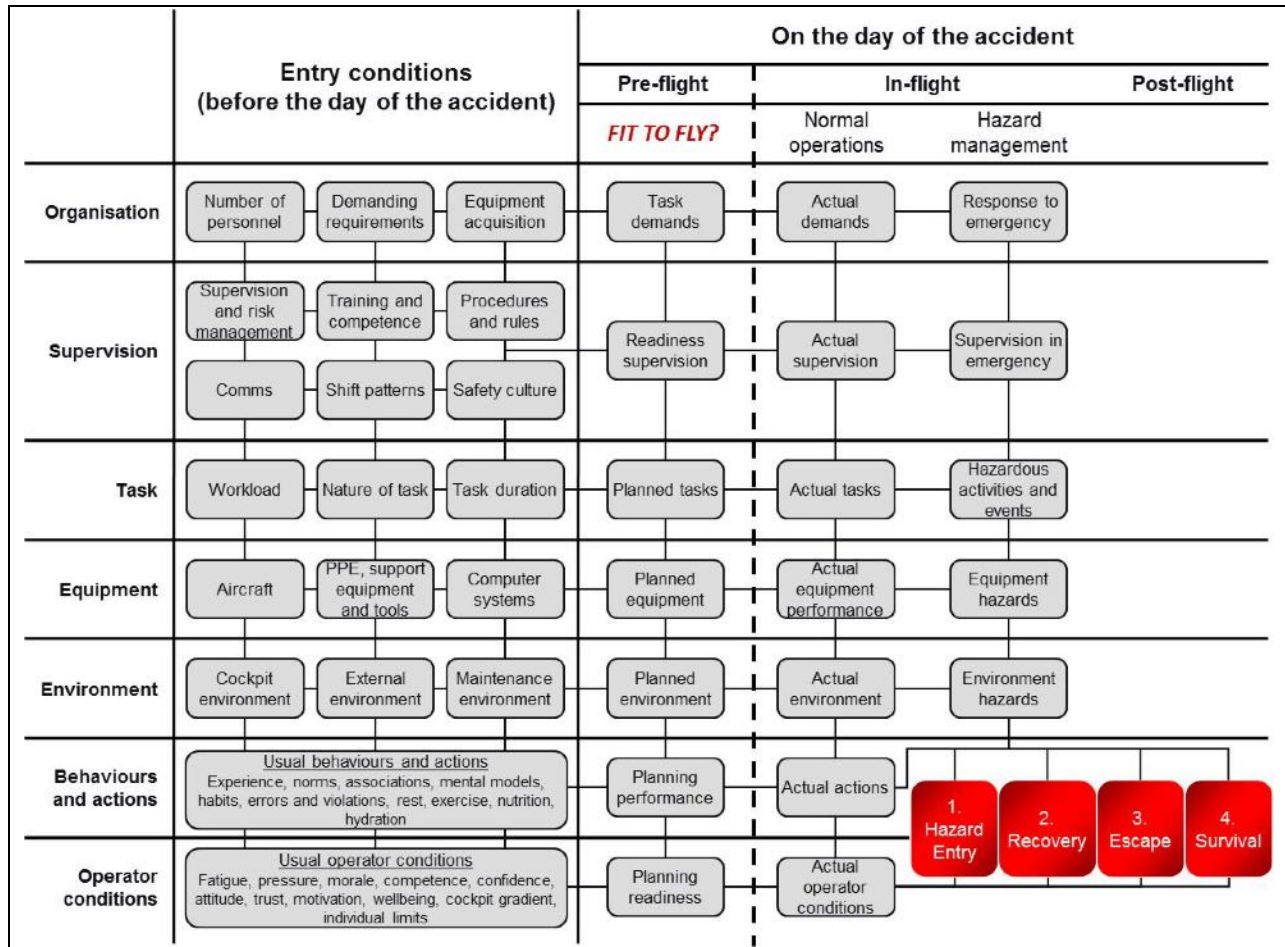 On the day of the accident
Entry conditions
(before the day of the accident)
Pre-flight
In-flight
Post-flight
FIT TO FLY?
Normal
operations
Hazard
management
Organisation
Number of
personnel
Demanding
requirements
Equipment
acquisition
Task
demands
Actual
demands
Response to
emergency
Supervision
Supervision
and risk
management
Training and
competence
Procedures
and rules
Comms
Shift patterns
Safety culture
Readiness
supervision
Actual
supervision
Supervision in
emergency
Task
Workload
Nature of task
Task duration
Planned tasks
Actual tasks
Hazardous
activities and
events
Equipment
Aircraft
PPE, support
equipment
and tools
Computer
systems
Planned
equipment
Actual
equipment
performance
Equipment
hazards
Environment
Cockpit
environment
External
environment
Maintenance
environment
Planned
environment
Actual
environment
Environment
hazards
Behaviours
and actions
Usual behaviours and actions
Experience, norms, associations, mental models,
habits, errors and violations, rest, exercise, nutrition,
hydration
Planning
performance
Actual actions
1.
Hazard
Entry
2.
Recovery
3.
Escape
4.
Survival
Operator
conditions
Usual operator conditions
Fatigue, pressure, morale, competence, confidence,
attitude, trust, motivation, wellbeing, cockpit gradient,
individual limits
Planning
readiness
Actual
operator
conditions